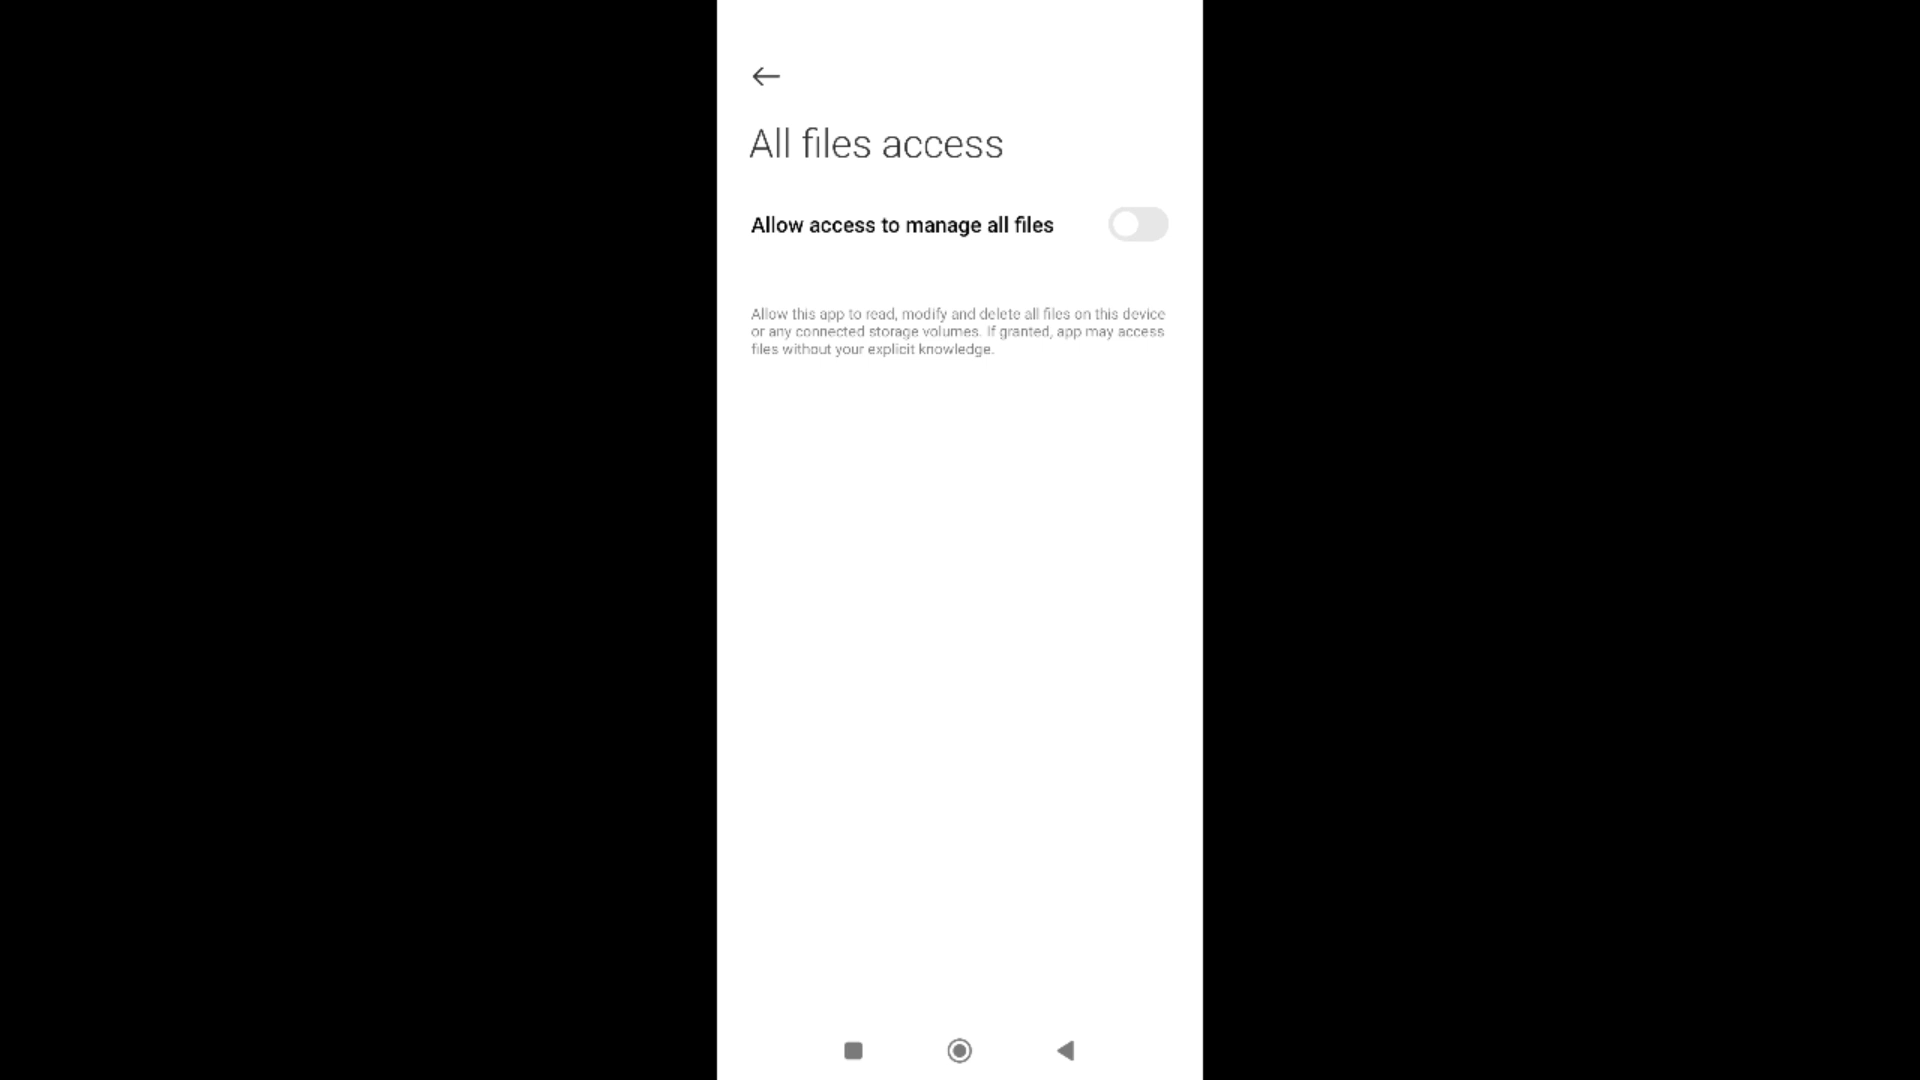 All files access
Allow access to manage all files
Allow this app to read, modify and delete all files on this device
or any connected storage volumes. If granted, app may access
files without your explicit knowledge.